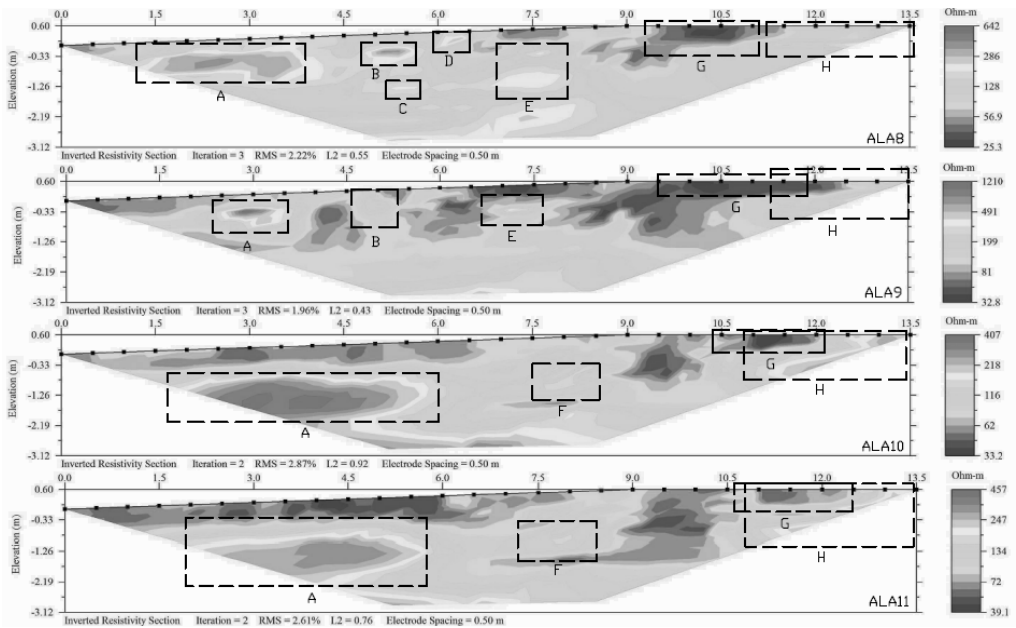 0.0 1.5 3.0 4.5 6.0 7.5 9.0 10.5 12.0 13.5 Ohm-m
0.60 642
D
-0.33 286
B G H
-1.26 128
A C E
-2.19 56.9
-3.12 ALA8 25.3
Elevation (m)
Inverted Resistivity Section Iteration = 3 RMS = 2.22% L2 = 0.55 Electrode Spacing = 0.50 m
0.0 1.5 3.0 4.5 6.0 7.5 9.0 10.5 12.0 13.5 Ohm-m
0.60 1210
-0.33 G 491
A B E H
-1.26 199
-2.19 81
-3.12 ALA9 32.8
Elevation (m)
Inverted Resistivity Section Iteration = 3 RMS = 1.96% L2 = 0.43 Electrode Spacing = 0.50 m
0.0 1.5 3.0 4.5 6.0 7.5 9.0 10.5 12.0 13.5 Ohm-m
0.60 407
-0.33 G 218
H
-1.26 F 116
-2.19 A 62
-3.12 ALA10 33.2
Elevation (m)
Inverted Resistivity Section Iteration = 2 RMS = 2.87% L2 = 0.92 Electrode Spacing = 0.50 m
0.0 1.5 3.0 4.5 6.0 7.5 9.0 10.5 12.0 13.5 Ohm-m
0.60 457
-0.33 G 247
-1.26 F H 134
-2.19 A 72
-3.12 ALA11 39.1
Elevation (m)
Inverted Resistivity Section Iteration = 2 RMS = 2.61% L2 = 0.76 Electrode Spacing = 0.50 m